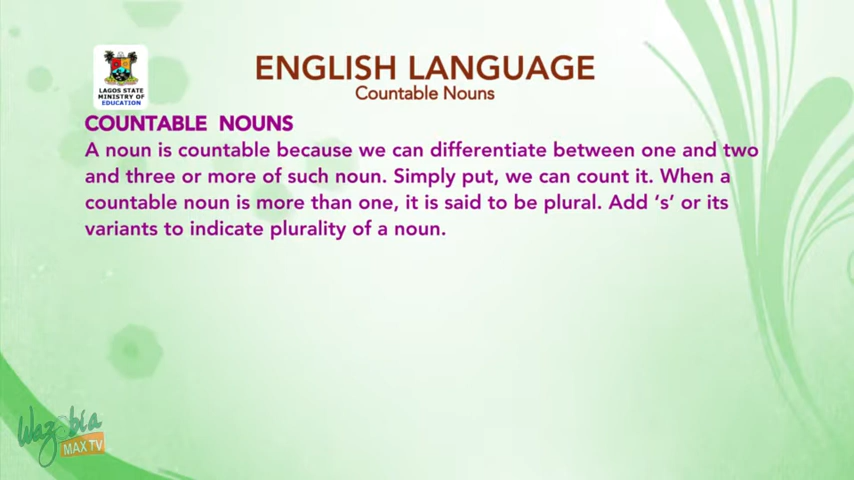 LAGOS STATE
MINISTRY OF
EDUCATION
ENGLISH LANGUAGE
Countable Nouns
COUNTABLE NOUNS
A noun is countable because we can differentiate between one and two
and three or more of such noun. Simply put, we can count it. When a
countable noun is more than one, it is said to be plural. Add ‘s’ or its
variants to indicate plurality of a noun.
Wazobia
MAX TV